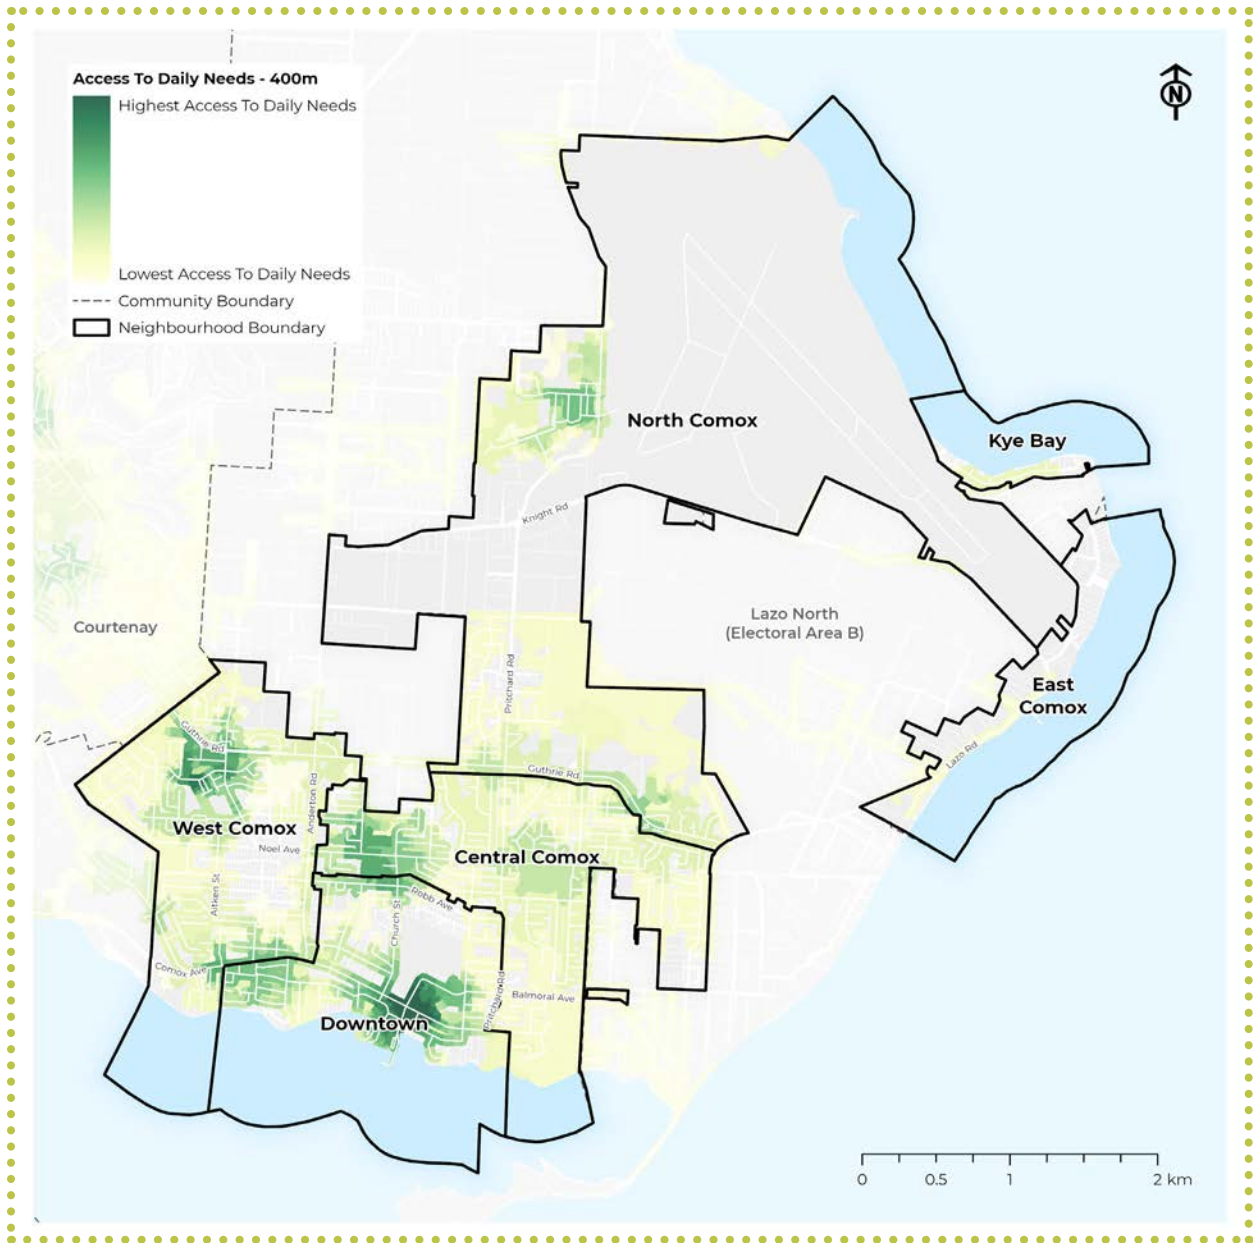 Access To Daily Needs - 400m
Highest Access To Daily Needs
Lowest Access To Daily Needs
Community Boundary
Neighbourhood Boundary
N
North Comox
Kye Bay
Knight Rd
Lazo North
(Electoral Area B)
Courtenay
Pritchard Rd
East
Comox
Guthrie Rd
Lazo Rd
Guthrie Rd
Anderton Rd
West Comox
Noel Ave
Central Comox
Aitken St
Robb Ave
Church St
Comox Ave
Pritchard Rd
Balmoral Ave
Downtown
0 0.5 1 2 km